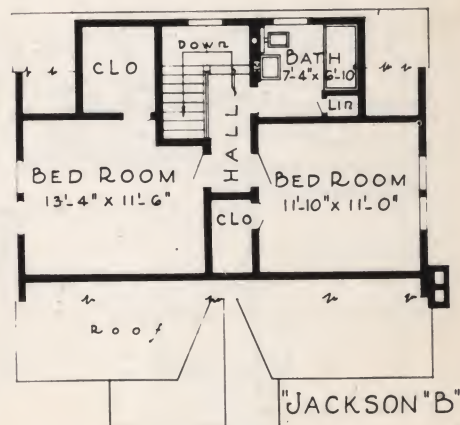 DOWN
BATH
7'-4" x 6'-10
CLO
LIN
HALL
BED ROOM
13'-4" x 11'-6"
BED ROOM
11'-10" x 11'-0"
CLO
Roof
"JACKSON "B"